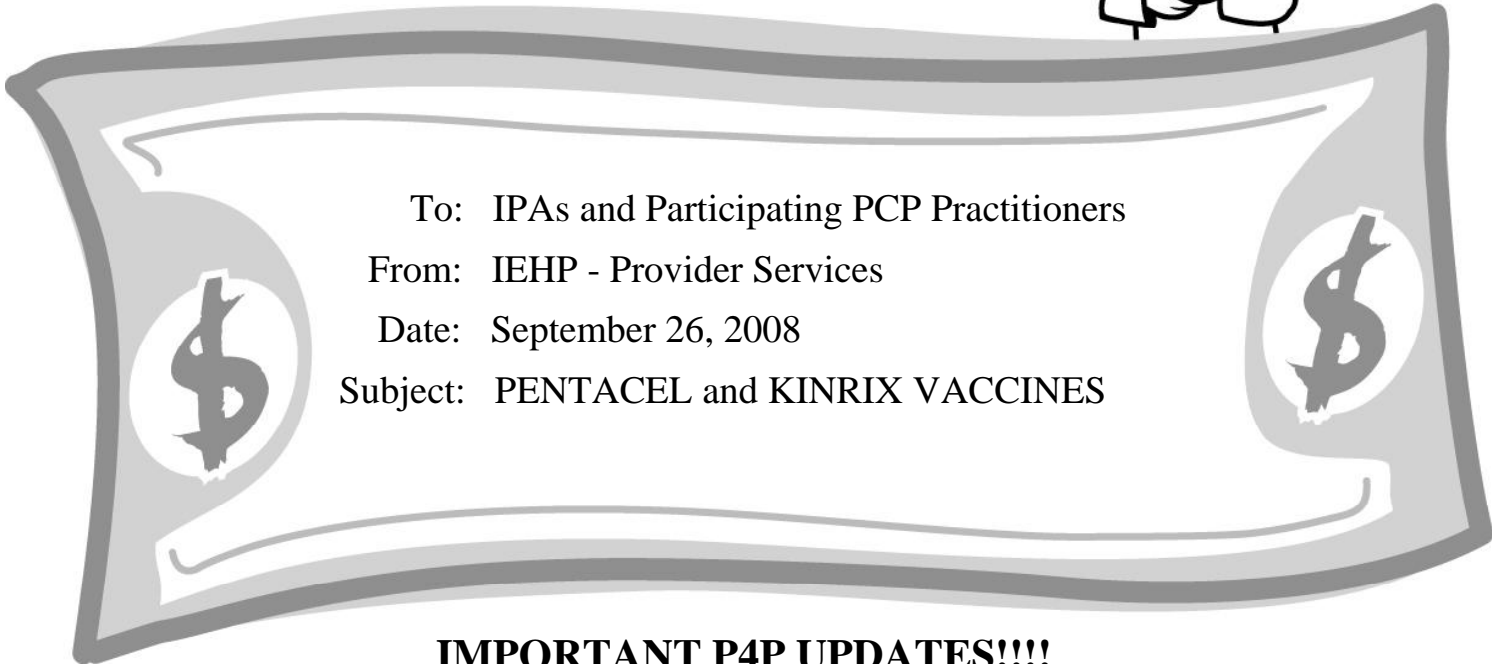 To: IPAs and Participating PCP Practitioners
From: IEHP - Provider Services
Date: September 26, 2008
Subject: PENTACEL and KINRIX VACCINES
$ $
IMPORTANT P4P UPDATES!!!!